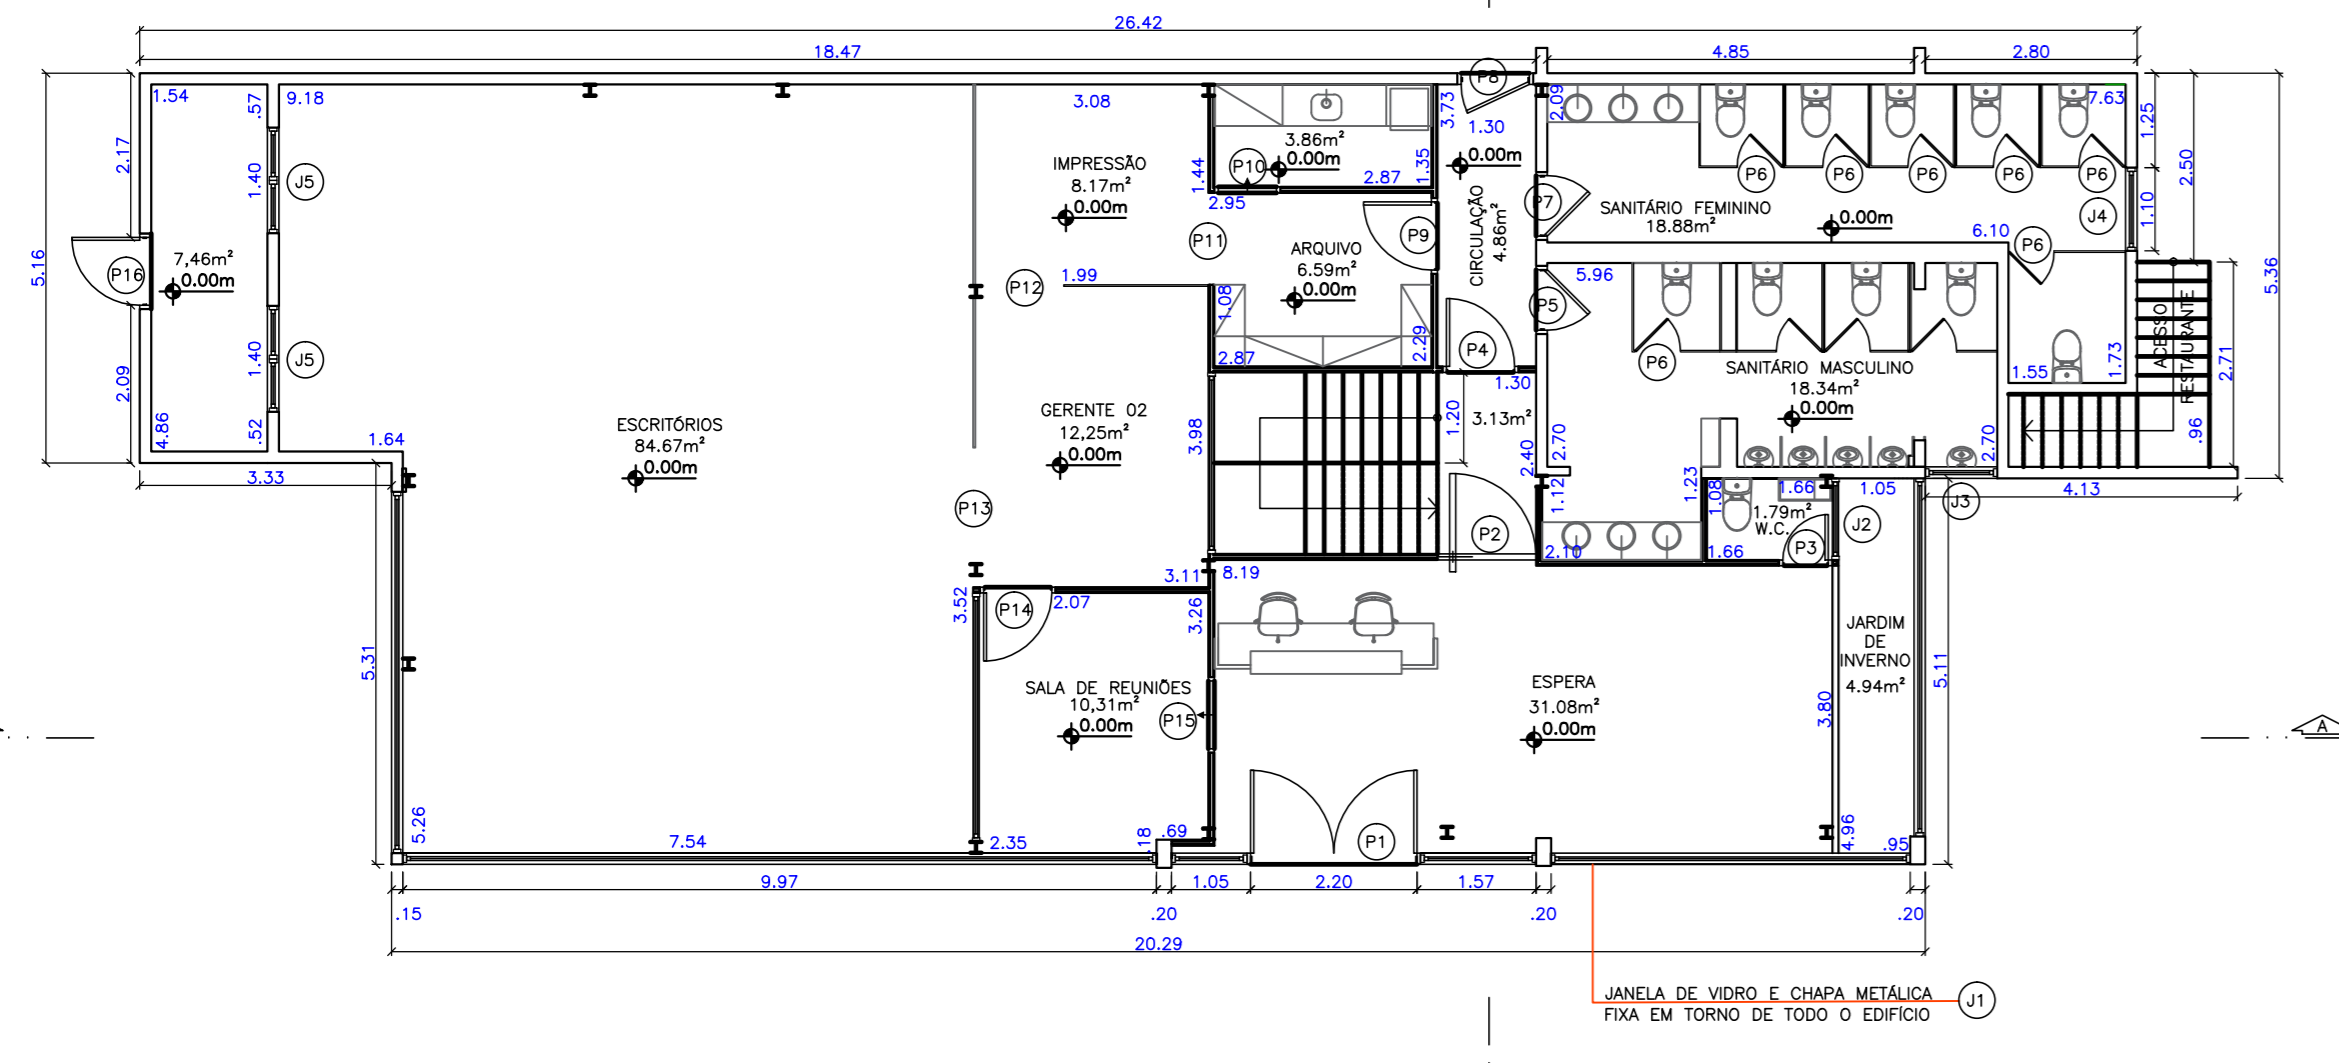 26.42
18.47
4.85
2.80
1.54
.57
9.18
3.08
P8
3.73
1.30
2.09
7.63
1.25
2.17
1.40
J5
IMPRESSÃO
8.17m²
0.00m
1.44
P10
3.86m²
0.00m
2.87
1.35
0.00m
P6
P6
P6
P6
P6
2.50
2.95
P7
SANITÁRIO FEMININO
18.88m²
0.00m
J4
1.10
P11
ARQUIVO
6.59m²
0.00m
P9
CIRCULAÇÃO
4.86m²
6.10
P6
5.16
P16
7,46m²
0.00m
P12
1.99
1.08
5.96
P5
5.36
1.40
J5
2.09
2.87
2.29
P4
1.30
P6
SANITÁRIO MASCULINO
18.34m²
0.00m
1.55
1.73
ACESSO
RESTAURANTE
2.71
4.86
.52
1.64
ESCRITÓRIOS
84.67m²
0.00m
GERENTE 02
12,25m²
0.00m
3.98
1.20
3.13m²
2.40
2.70
2.70
.96
3.33
P13
P2
1.12
1.23
1.08
1.66
1.79m²
W.C.
1.05
J2
J3
4.13
2.10
1.66
P3
3.11
8.19
3.52
P14
2.07
3.26
5.31
SALA DE REUNIÕES
10,31m²
0.00m
P15
ESPERA
31.08m²
0.00m
3.80
JARDIM
DE
INVERNO
4.94m²
5.11
A
5.26
7.54
2.35
.18
.69
P1
4.96
.95
9.97
1.05
2.20
1.57
.15
.20
.20
.20
20.29
JANELA DE VIDRO E CHAPA METÁLICA
FIXA EM TORNO DE TODO O EDIFÍCIO
J1